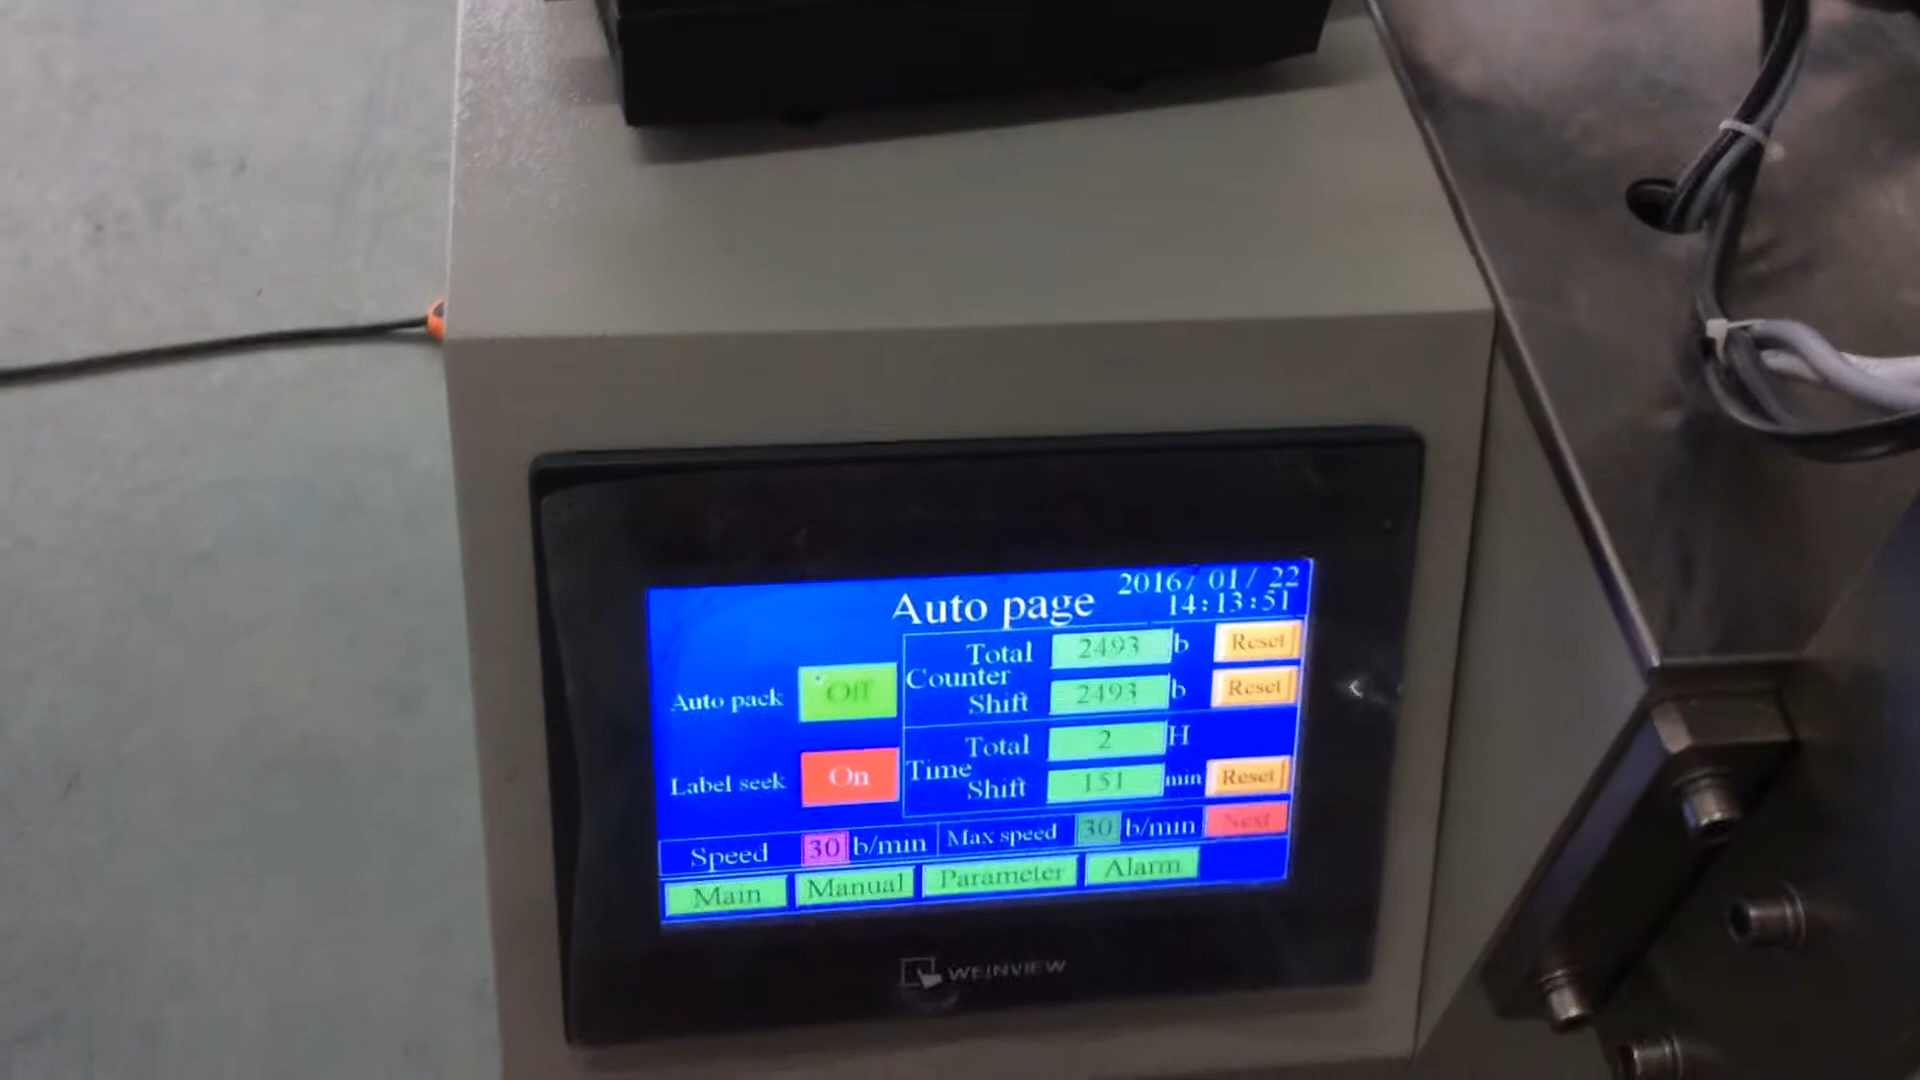 Auto page
2016/ 01/ 22
14:13:51
Total 2493 b Reset
Counter
Shift 2493 b Reset
Auto pack Off
Total 2 H
Time
Shift 151 min Reset
Label seek On
Speed 30 b/min Max speed 30 b/min Next
Main Manual Parameter Alarm
WEINVIEW